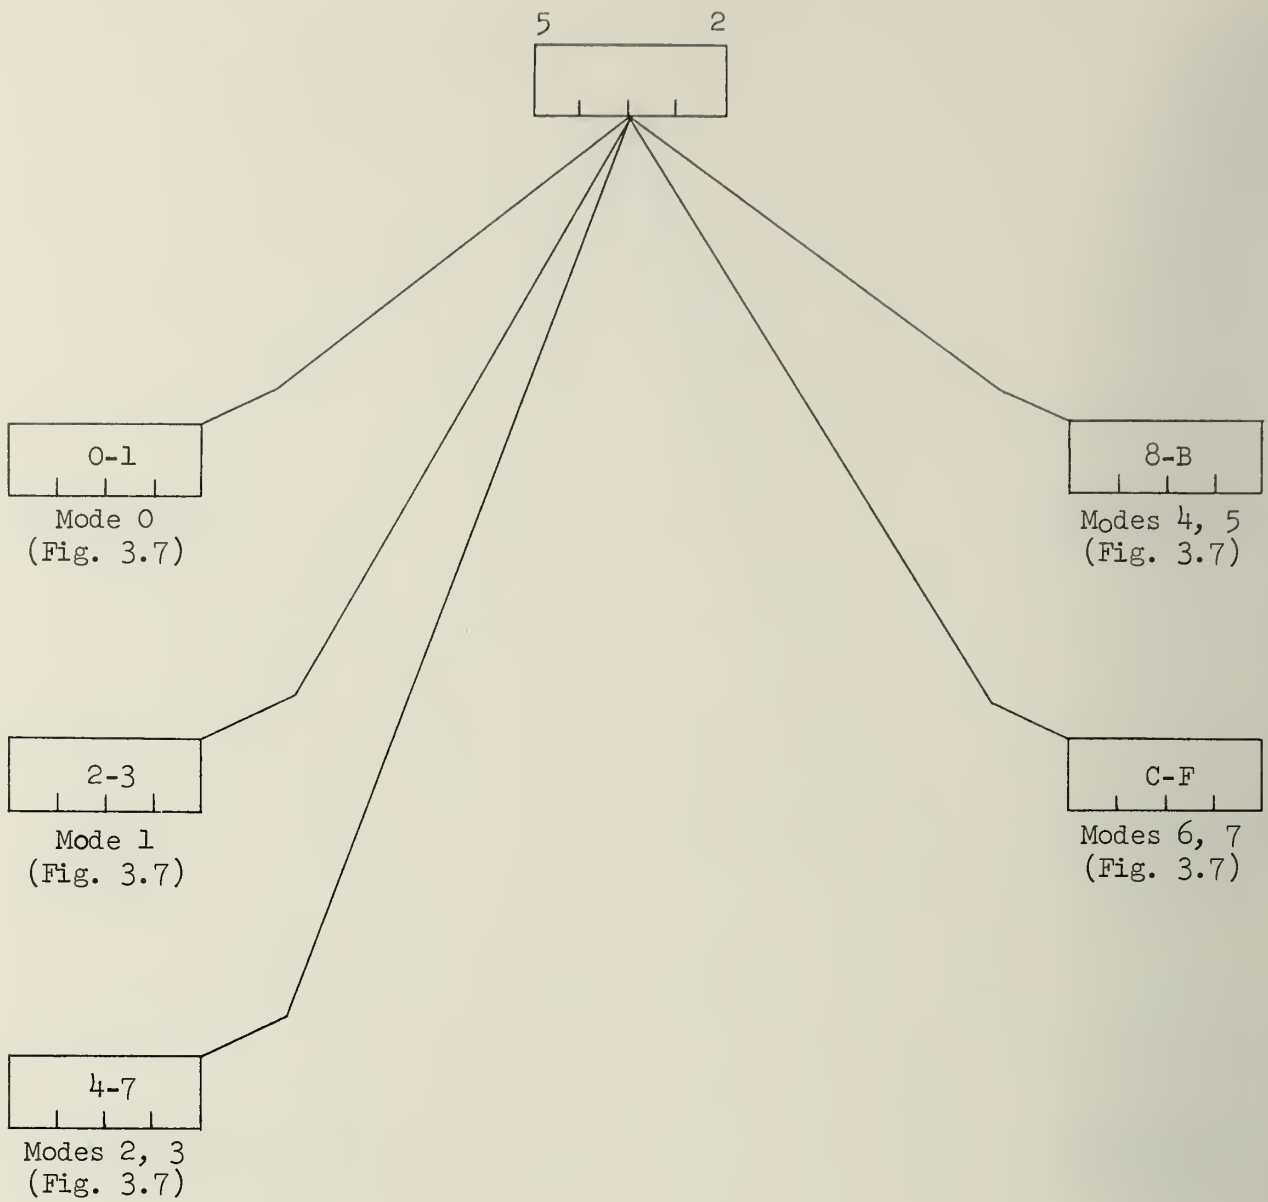 5 2
0-1
Mode 0
(Fig. 3.7)
2-3
Mode 1
(Fig. 3.7)
4-7
Modes 2, 3
(Fig. 3.7)
8-B
Modes 4, 5
(Fig. 3.7)
C-F
Modes 6, 7
(Fig. 3.7)